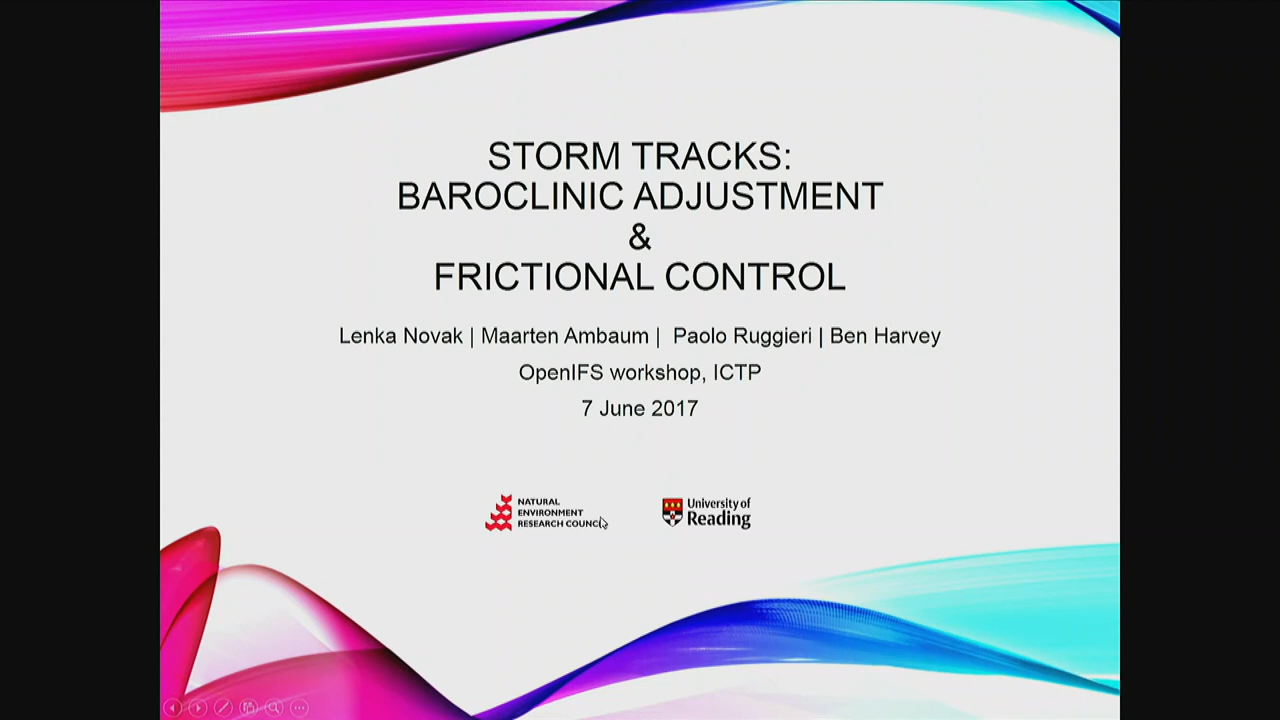 STORM TRACKS:
BAROCLINIC ADJUSTMENT
&
FRICTIONAL CONTROL
Lenka Novak | Maarten Ambaum | Paolo Ruggieri | Ben Harvey
OpenIFS workshop, ICTP
7 June 2017
NATURAL
ENVIRONMENT
RESEARCH COUNCIL
University of
Reading